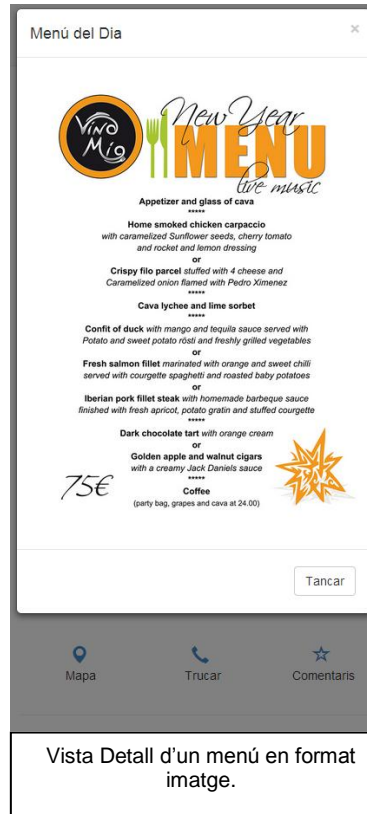 Menú del Día
×
Vino
Mío
New Year
MENU
live music
Appetizer and glass of cava
*****
Home smoked chicken carpaccio
with caramelized Sunflower seeds, cherry tomato
and rocket and lemon dressing
or
Crispy filo parcel stuffed with 4 cheese and
Caramelized onion flamed with Pedro Ximenez
*****
Cava lychee and lime sorbet
*****
Confit of duck with mango and tequila sauce served with
Potato and sweet potato rösti and freshly grilled vegetables
or
Fresh salmon fillet marinated with orange and sweet chilli
served with courgette spaghetti and roasted baby potatoes
or
Iberian pork fillet steak with homemade barbeque sauce
finished with fresh apricot, potato gratin and stuffed courgette
*****
Dark chocolate tart with orange cream
or
Golden apple and walnut cigars
with a creamy Jack Daniels sauce
*****
75€
Coffee
(party bag, grapes and cava at 24.00)
Tancar
Mapa
Trucar
Comentaris
Vista Detall d'un menú en format
imatge.